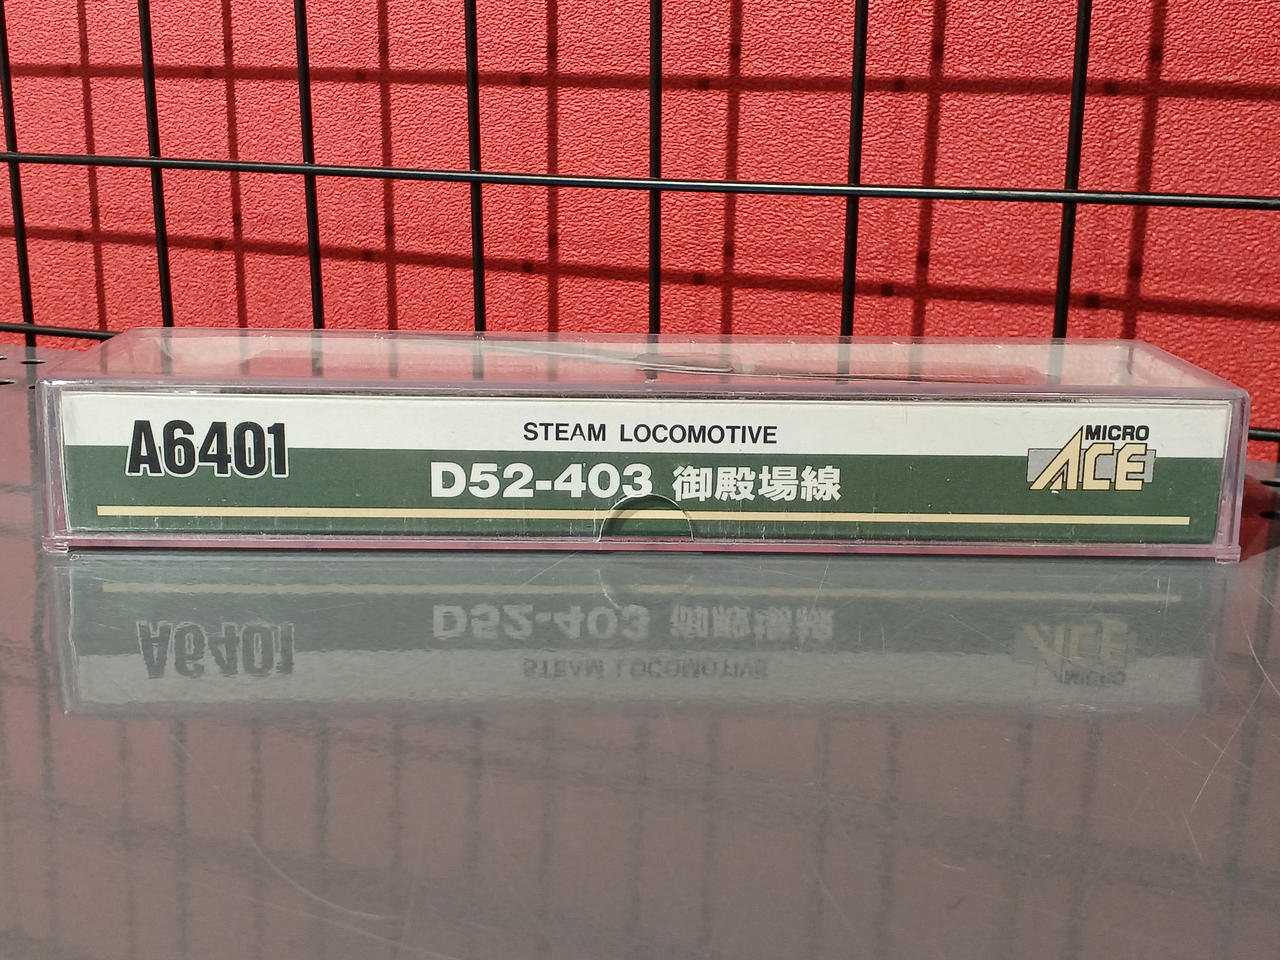 A6401
STEAM LOCOMOTIVE
D52-403 御殿場線
MICRO
ACE